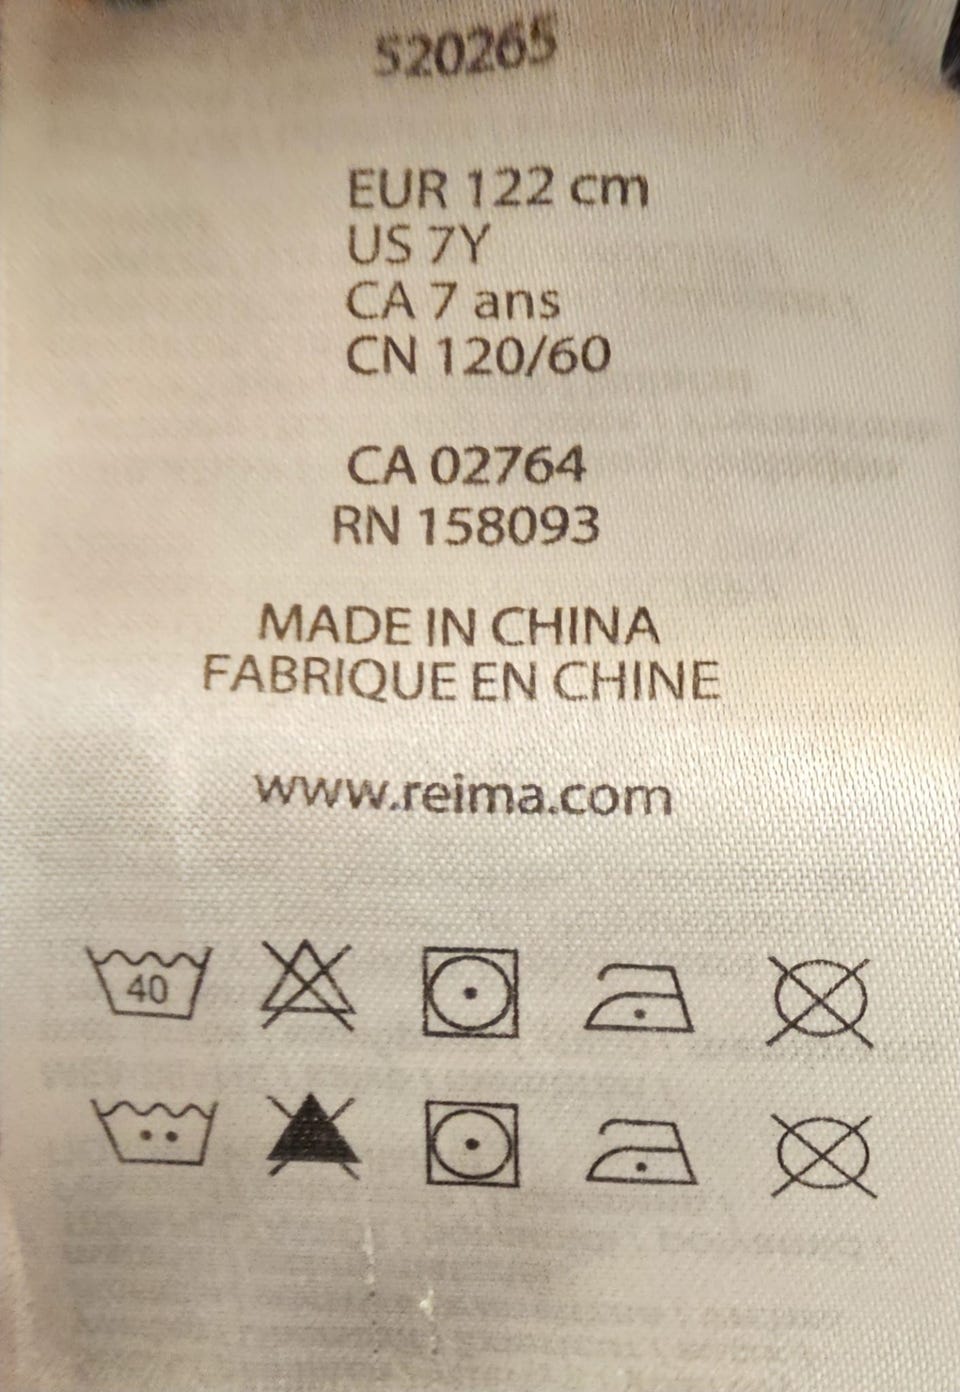 520265
EUR 122 cm
US 7Y
CA 7 ans
CN 120/60
CA 02764
RN 158093
MADE IN CHINA
FABRIQUE EN CHINE
www.reima.com
40